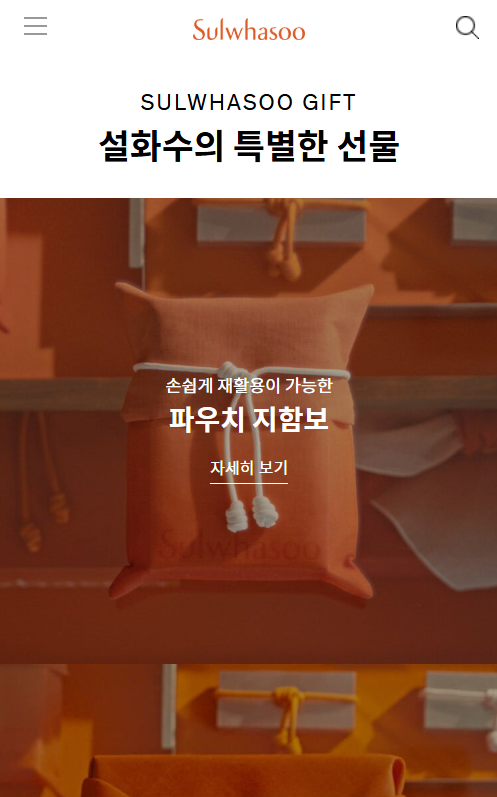 Sulwhasoo
SULWHASOO GIFT
설화수의 특별한 선물
손쉽게 재활용이 가능한
파우치 지함보
자세히 보기
Sulwhasoo